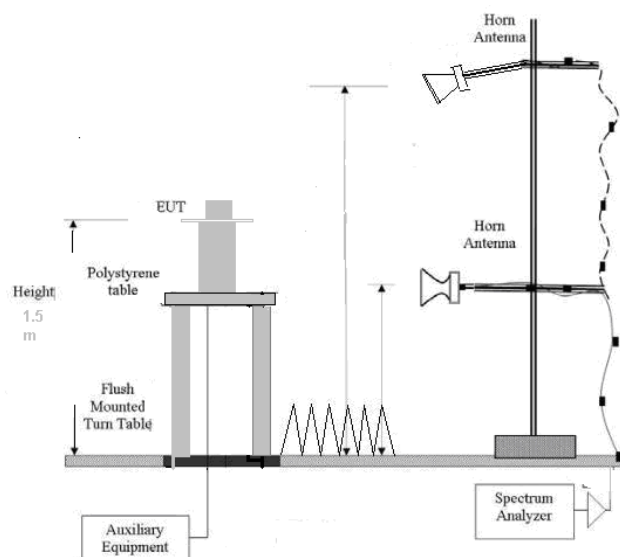 Horn
Antenna
EUT
Horn
Antenna
Polystyrene
table
Height
1.5
m
Flush
Mounted
Turn Table
Spectrum
Analyzer
Auxiliary
Equipment